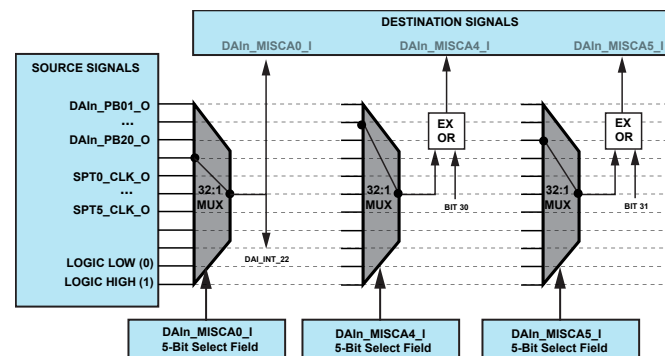 DESTINATION SIGNALS
DAIn_MISCA0_I
DAIn_MISCA4_I
DAIn_MISCA5_I
SOURCE SIGNALS
DAIn_PB01_O
...
DAIn_PB20_O
SPT0_CLK_O
...
SPT5_CLK_O
LOGIC LOW (0)
LOGIC HIGH (1)
32:1
MUX
DAI_INT_22
32:1
MUX
EX
OR
BIT 30
32:1
MUX
EX
OR
BIT 31
DAIn_MISCA0_I
5-Bit Select Field
DAIn_MISCA4_I
5-Bit Select Field
DAIn_MISCA5_I
5-Bit Select Field